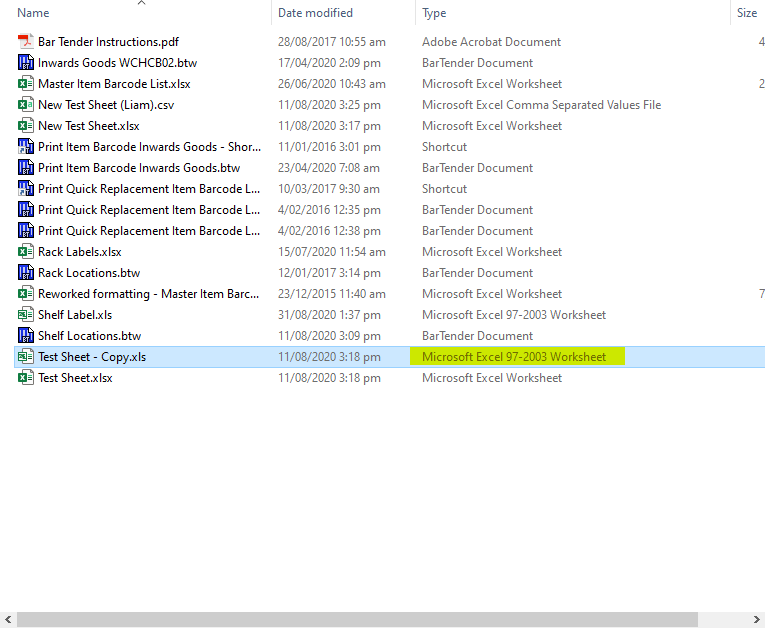 Name Date modified Type Size
Bar Tender Instructions.pdf 28/08/2017 10:55 am Adobe Acrobat Document 4
Inwards Goods WCHCB02.btw 17/04/2020 2:09 pm BarTender Document
Master Item Barcode List.xlsx 26/06/2020 10:43 am Microsoft Excel Worksheet 2
New Test Sheet (Liam).csv 11/08/2020 3:25 pm Microsoft Excel Comma Separated Values File
New Test Sheet.xlsx 11/08/2020 3:17 pm Microsoft Excel Worksheet
Print Item Barcode Inwards Goods - Shor... 11/01/2016 3:01 pm Shortcut
Print Item Barcode Inwards Goods.btw 23/04/2020 7:08 am BarTender Document
Print Quick Replacement Item Barcode L... 10/03/2017 9:30 am Shortcut
Print Quick Replacement Item Barcode L... 4/02/2016 12:35 pm BarTender Document
Print Quick Replacement Item Barcode L... 4/02/2016 12:38 pm BarTender Document
Rack Labels.xlsx 15/07/2020 11:54 am Microsoft Excel Worksheet
Rack Locations.btw 12/01/2017 3:14 pm BarTender Document
Reworked formatting - Master Item Barc... 23/12/2015 11:40 am Microsoft Excel Worksheet 7
Shelf Label.xls 31/08/2020 1:37 pm Microsoft Excel 97-2003 Worksheet
Shelf Locations.btw 11/08/2020 3:09 pm BarTender Document
Test Sheet - Copy.xls 11/08/2020 3:18 pm Microsoft Excel 97-2003 Worksheet
Test Sheet.xlsx 11/08/2020 3:18 pm Microsoft Excel Worksheet